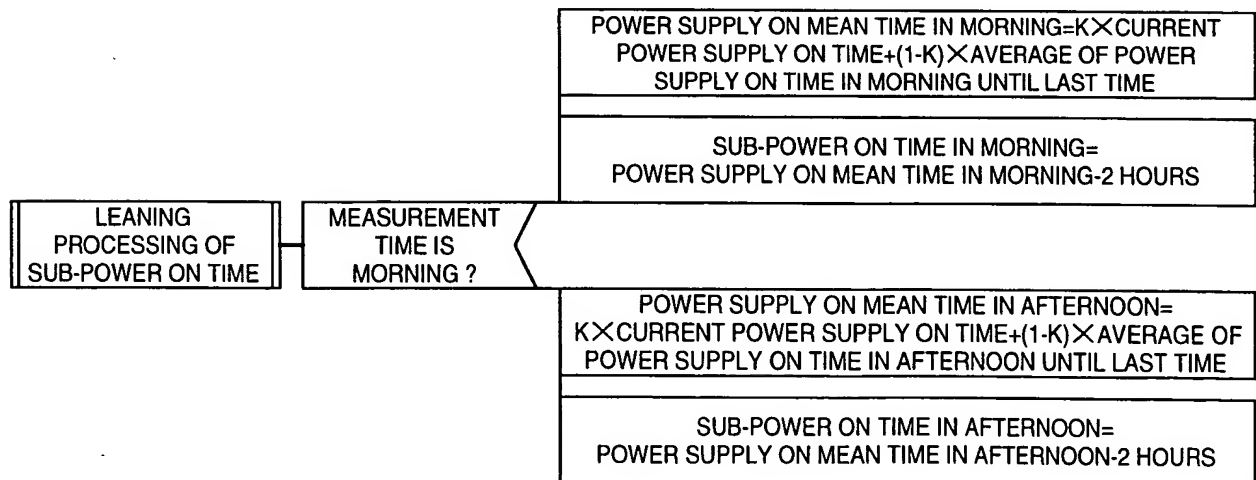 POWER SUPPLY ON MEAN TIME IN MORNING=K×CURRENT
POWER SUPPLY ON TIME+(1-K)×AVERAGE OF POWER
SUPPLY ON TIME IN MORNING UNTIL LAST TIME
SUB-POWER ON TIME IN MORNING=
POWER SUPPLY ON MEAN TIME IN MORNING-2 HOURS
LEANING
PROCESSING OF
SUB-POWER ON TIME
MEASUREMENT
TIME IS
MORNING ?
POWER SUPPLY ON MEAN TIME IN AFTERNOON=
K×CURRENT POWER SUPPLY ON TIME+(1-K)×AVERAGE OF
POWER SUPPLY ON TIME IN AFTERNOON UNTIL LAST TIME
SUB-POWER ON TIME IN AFTERNOON=
POWER SUPPLY ON MEAN TIME IN AFTERNOON-2 HOURS